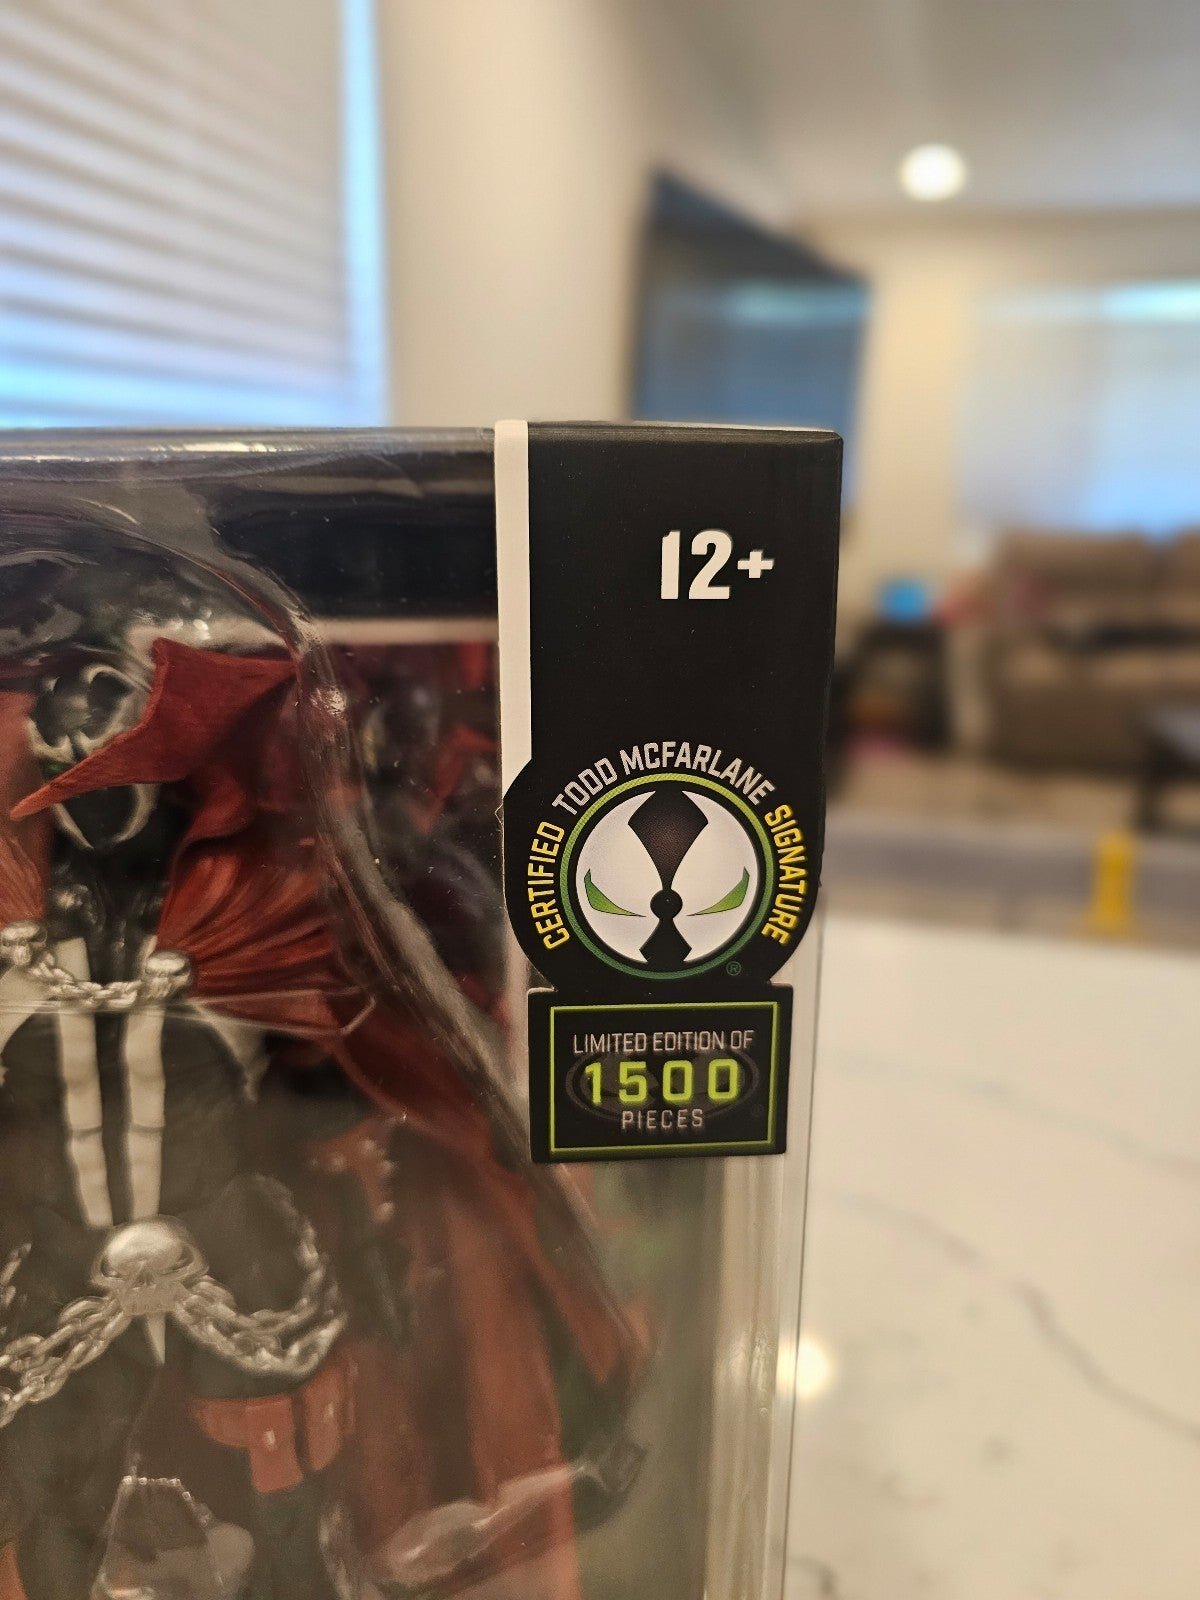 12+
CERTIFIED TODD MCFARLANE SIGNATURE
®
LIMITED EDITION OF
1500
PIECES